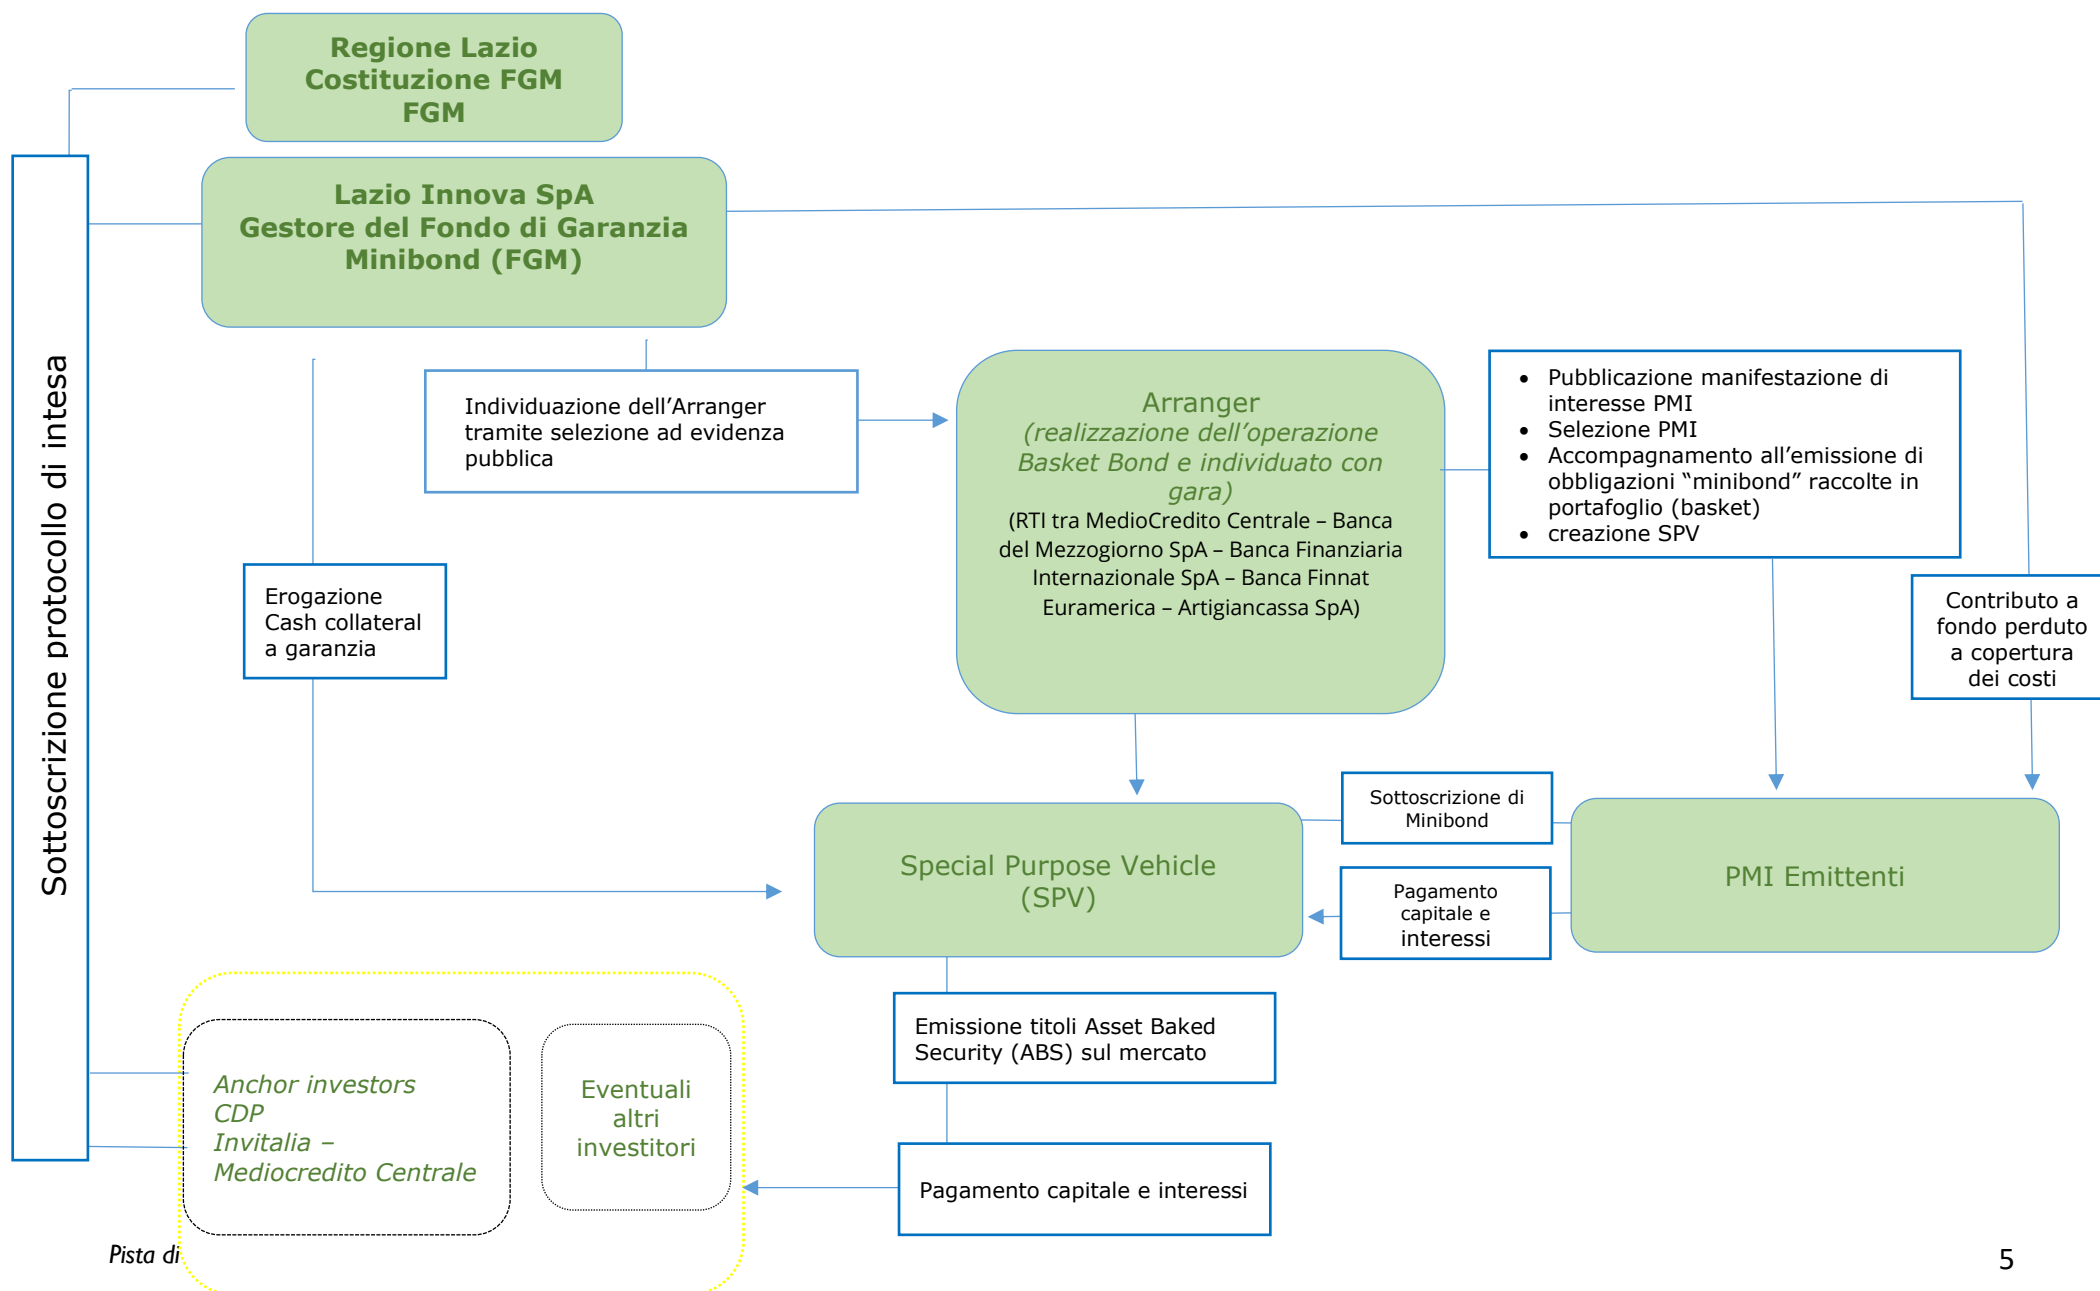 Regione Lazio
Costituzione FGM
FGM
Lazio Innova SpA
Gestore del Fondo di Garanzia
Minibond (FGM)
Sottoscrizione protocollo di intesa
Individuazione dell’Arranger
tramite selezione ad evidenza
pubblica
Arranger
(realizzazione dell’operazione
Basket Bond e individuato con
gara)
(RTI tra MedioCredito Centrale – Banca
del Mezzogiorno SpA – Banca Finanziaria
Internazionale SpA – Banca Finnat
Euramerica – Artigiancassa SpA)
• Pubblicazione manifestazione di
interesse PMI
• Selezione PMI
• Accompagnamento all’emissione di
obbligazioni “minibond” raccolte in
portafoglio (basket)
• creazione SPV
Erogazione
Cash collateral
a garanzia
Contributo a
fondo perduto
a copertura
dei costi
Sottoscrizione di
Minibond
Special Purpose Vehicle
(SPV)
PMI Emittenti
Pagamento
capitale e
interessi
Emissione titoli Asset Baked
Security (ABS) sul mercato
Anchor investors
CDP
Invitalia –
Mediocredito Centrale
Eventuali
altri
investitori
Pagamento capitale e interessi
Pista di
5